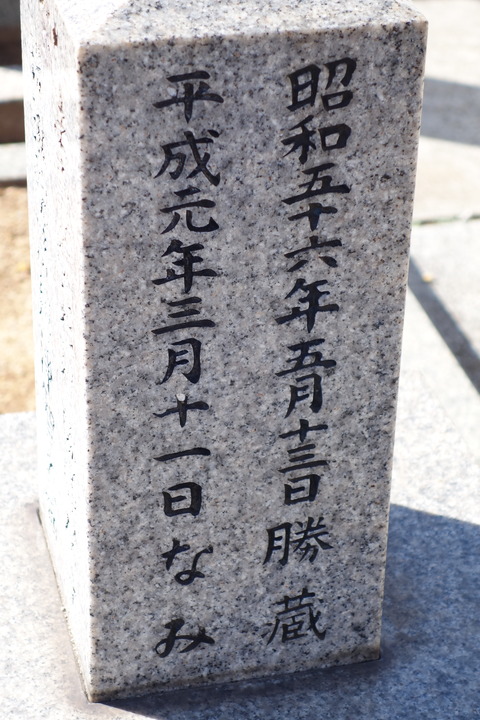 昭和五十六年五月十三日 勝蔵
平成元年三月十一日 なみ